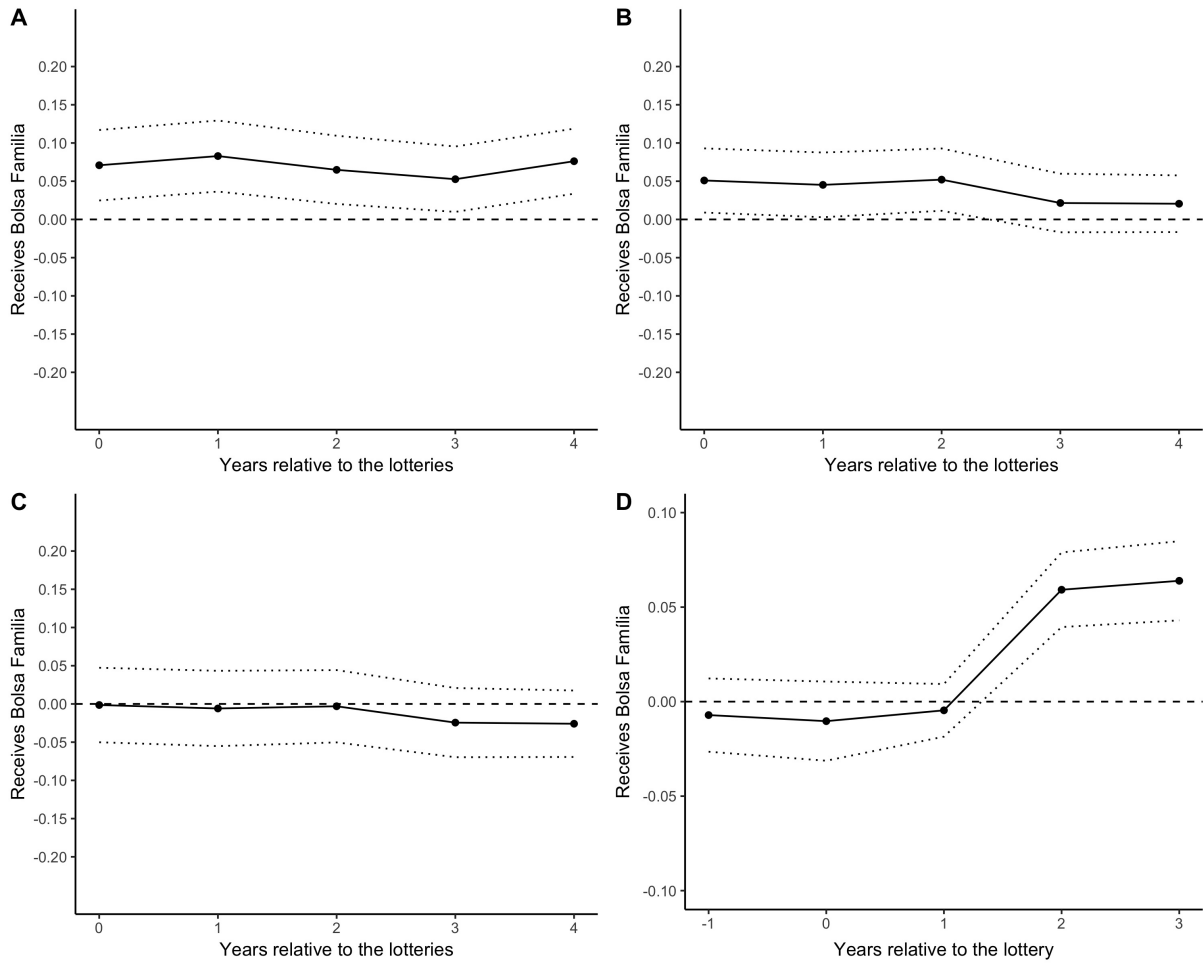 A
Receives Bolsa Família
0.20
0.15
0.10
0.05
0.00
-0.05
-0.10
-0.15
-0.20
0 1 2 3 4
Years relative to the lotteries
B
Receives Bolsa Família
0.20
0.15
0.10
0.05
0.00
-0.05
-0.10
-0.15
-0.20
0 1 2 3 4
Years relative to the lotteries
C
Receives Bolsa Família
0.20
0.15
0.10
0.05
0.00
-0.05
-0.10
-0.15
-0.20
0 1 2 3 4
Years relative to the lotteries
D
Receives Bolsa Família
0.10
0.05
0.00
-0.05
-0.10
-1 0 1 2 3
Years relative to the lottery